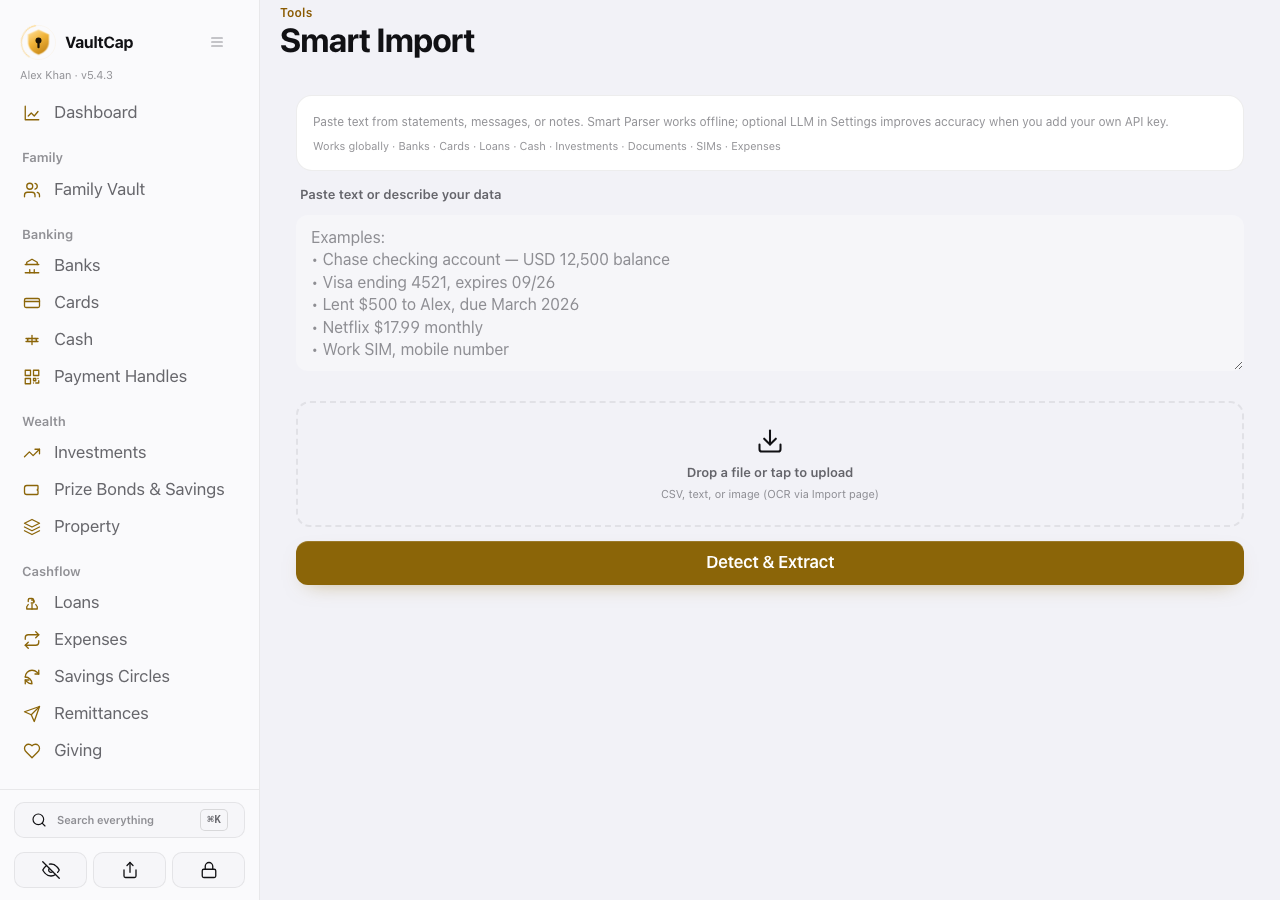 VaultCap
Alex Khan · v5.4.3
Dashboard
Family
Family Vault
Banking
Banks
Cards
Cash
Payment Handles
Wealth
Investments
Prize Bonds & Savings
Property
Cashflow
Loans
Expenses
Savings Circles
Remittances
Giving
Search everything
⌘K
Tools
Smart Import
Paste text from statements, messages, or notes. Smart Parser works offline; optional LLM in Settings improves accuracy when you add your own API key.
Works globally · Banks · Cards · Loans · Cash · Investments · Documents · SIMs · Expenses
Paste text or describe your data
Examples:
• Chase checking account — USD 12,500 balance
• Visa ending 4521, expires 09/26
• Lent $500 to Alex, due March 2026
• Netflix $17.99 monthly
• Work SIM, mobile number
Drop a file or tap to upload
CSV, text, or image (OCR via Import page)
Detect & Extract